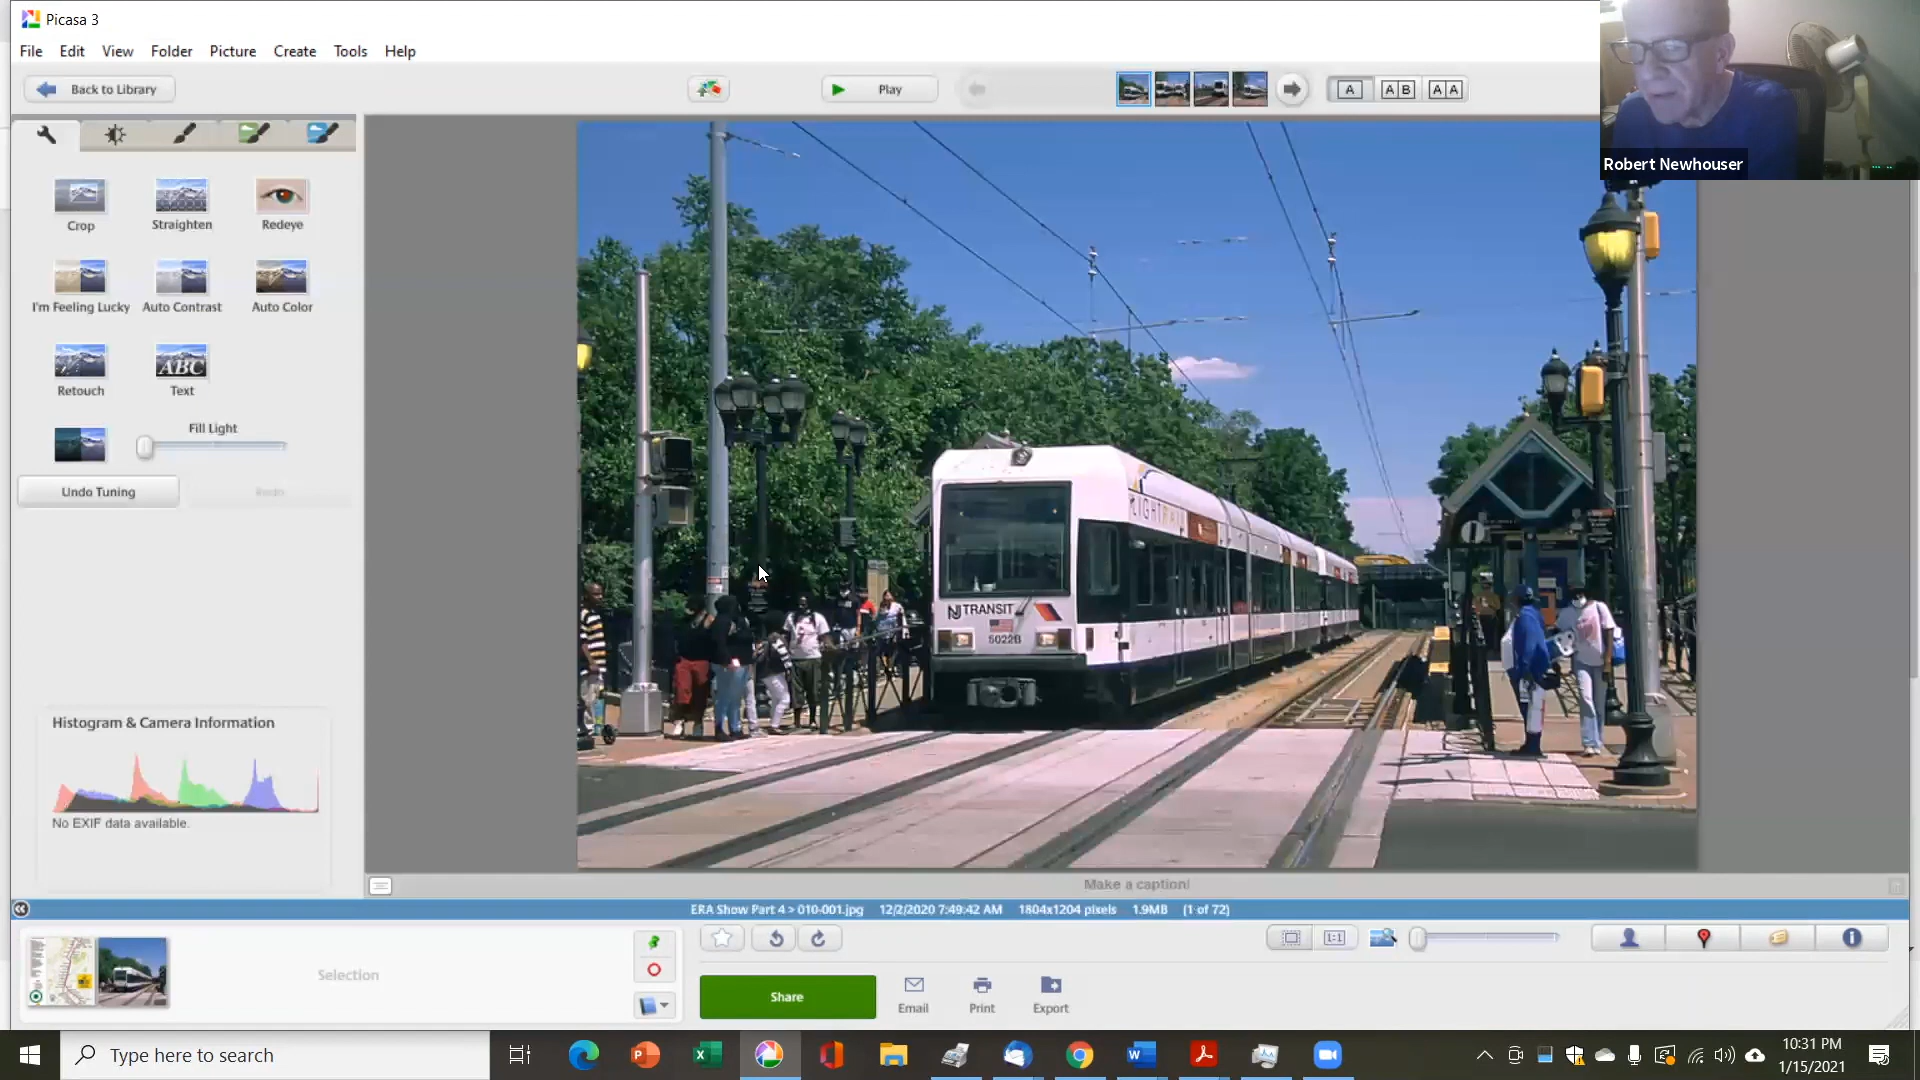 Picasa 3
File Edit View Folder Picture Create Tools Help
Back to Library
Play
A
A B
A A
Robert Newhouser
Crop
Straighten
Redeye
I'm Feeling Lucky
Auto Contrast
Auto Color
Retouch
ABC
Text
Fill Light
Undo Tuning
Redo
LIGHTRAIL
NJ TRANSIT
5022B
Histogram & Camera Information
No EXIF data available.
Make a caption!
ERA Show Part 4 > 010-001.jpg 12/2/2020 7:49:42 AM 1804x1204 pixels 1.9MB (1 of 72)
1:1
Selection
Share
Email
Print
Export
Type here to search
10:31 PM
1/15/2021